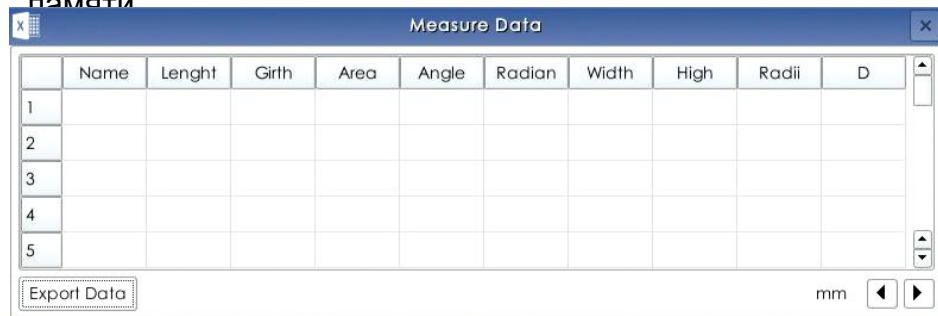 памяти
Measure Data
Name Lenght Girth Area Angle Radian Width High Radii D
1
2
3
4
5
Export Data mm